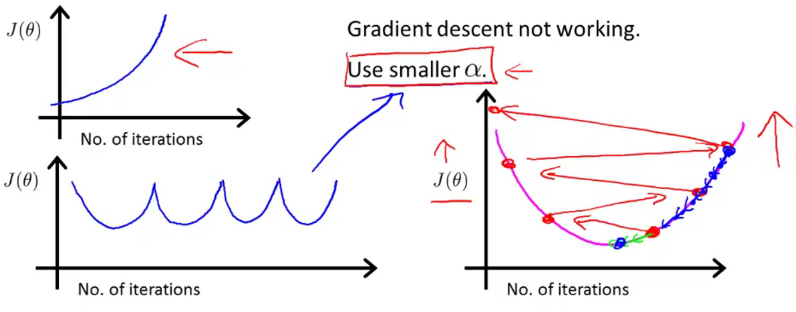 J(θ)
No. of iterations
Gradient descent not working.
Use smaller α.
J(θ)
No. of iterations
J(θ)
No. of iterations